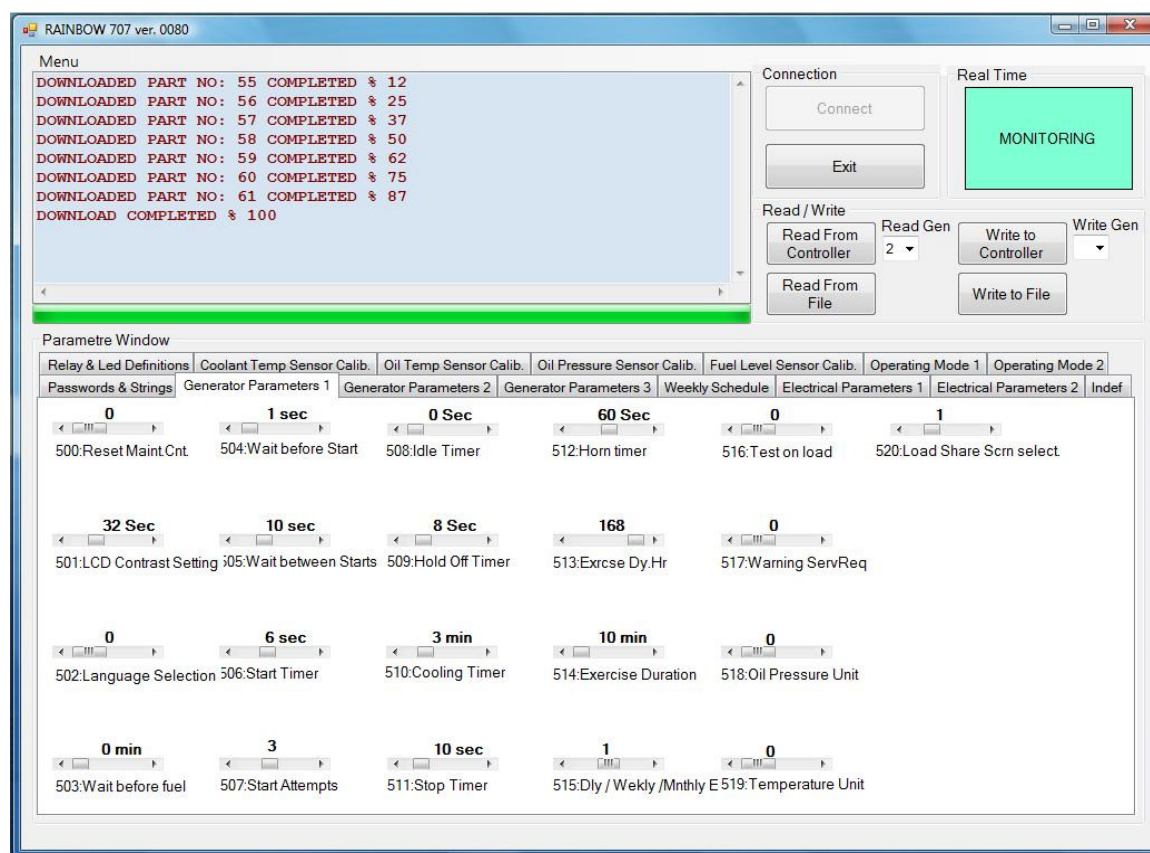 RAINBOW 707 ver. 0080
Menu
DOWNLOADED PART NO: 55 COMPLETED % 12
DOWNLOADED PART NO: 56 COMPLETED % 25
DOWNLOADED PART NO: 57 COMPLETED % 37
DOWNLOADED PART NO: 58 COMPLETED % 50
DOWNLOADED PART NO: 59 COMPLETED % 62
DOWNLOADED PART NO: 60 COMPLETED % 75
DOWNLOADED PART NO: 61 COMPLETED % 87
DOWNLOAD COMPLETED % 100
Connection
Connect
Exit
Real Time
MONITORING
Read / Write
Read From
Controller
Read Gen
2
Write to
Controller
Write Gen
Read From
File
Write to File
Parametre Window
Relay & Led Definitions Coolant Temp Sensor Calib. Oil Temp Sensor Calib. Oil Pressure Sensor Calib. Fuel Level Sensor Calib. Operating Mode 1 Operating Mode 2
Passwords & Strings Generator Parameters 1 Generator Parameters 2 Generator Parameters 3 Weekly Schedule Electrical Parameters 1 Electrical Parameters 2 Indef
0 1 sec 0 Sec 60 Sec 0 1
500:Reset Maint.Cnt. 504:Wait before Start 508:Idle Timer 512:Horn timer 516:Test on load 520:Load Share Scrn select.
32 Sec 10 sec 8 Sec 168 0
501:LCD Contrast Setting 505:Wait between Starts 509:Hold Off Timer 513:Exrcse Dy.Hr 517:Warning ServReq
0 6 sec 3 min 10 min 0
502:Language Selection 506:Start Timer 510:Cooling Timer 514:Exercise Duration 518:Oil Pressure Unit
0 min 3 10 sec 1 0
503:Wait before fuel 507:Start Attempts 511:Stop Timer 515:Dly / Wekly /Mnthly E 519:Temperature Unit